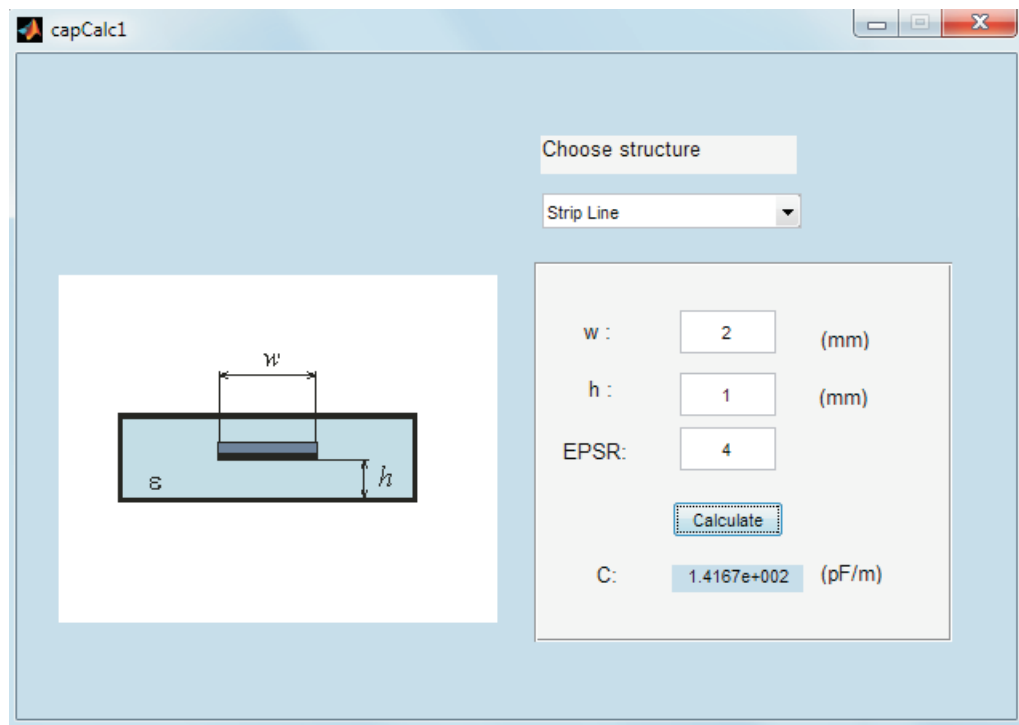 capCalc1
Choose structure
Strip Line
w
h
ε
w : 2 (mm)
h : 1 (mm)
EPSR: 4
Calculate
C: 1.4167e+002 (pF/m)